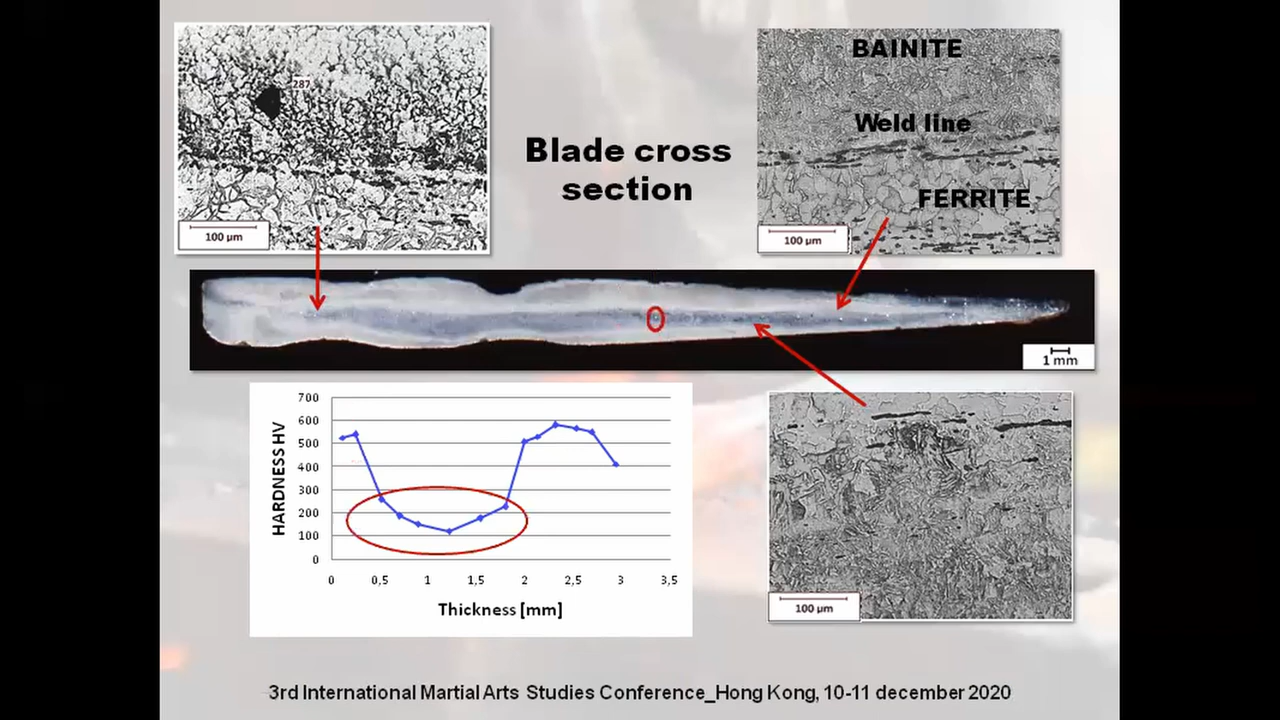 287
100 µm
Blade cross
section
BAINITE
Weld line
FERRITE
100 µm
1 mm
HARDNESS HV
700
600
500
400
300
200
100
0
0 0,5 1 1,5 2 2,5 3 3,5
Thickness [mm]
100 µm
3rd International Martial Arts Studies Conference_Hong Kong, 10-11 december 2020